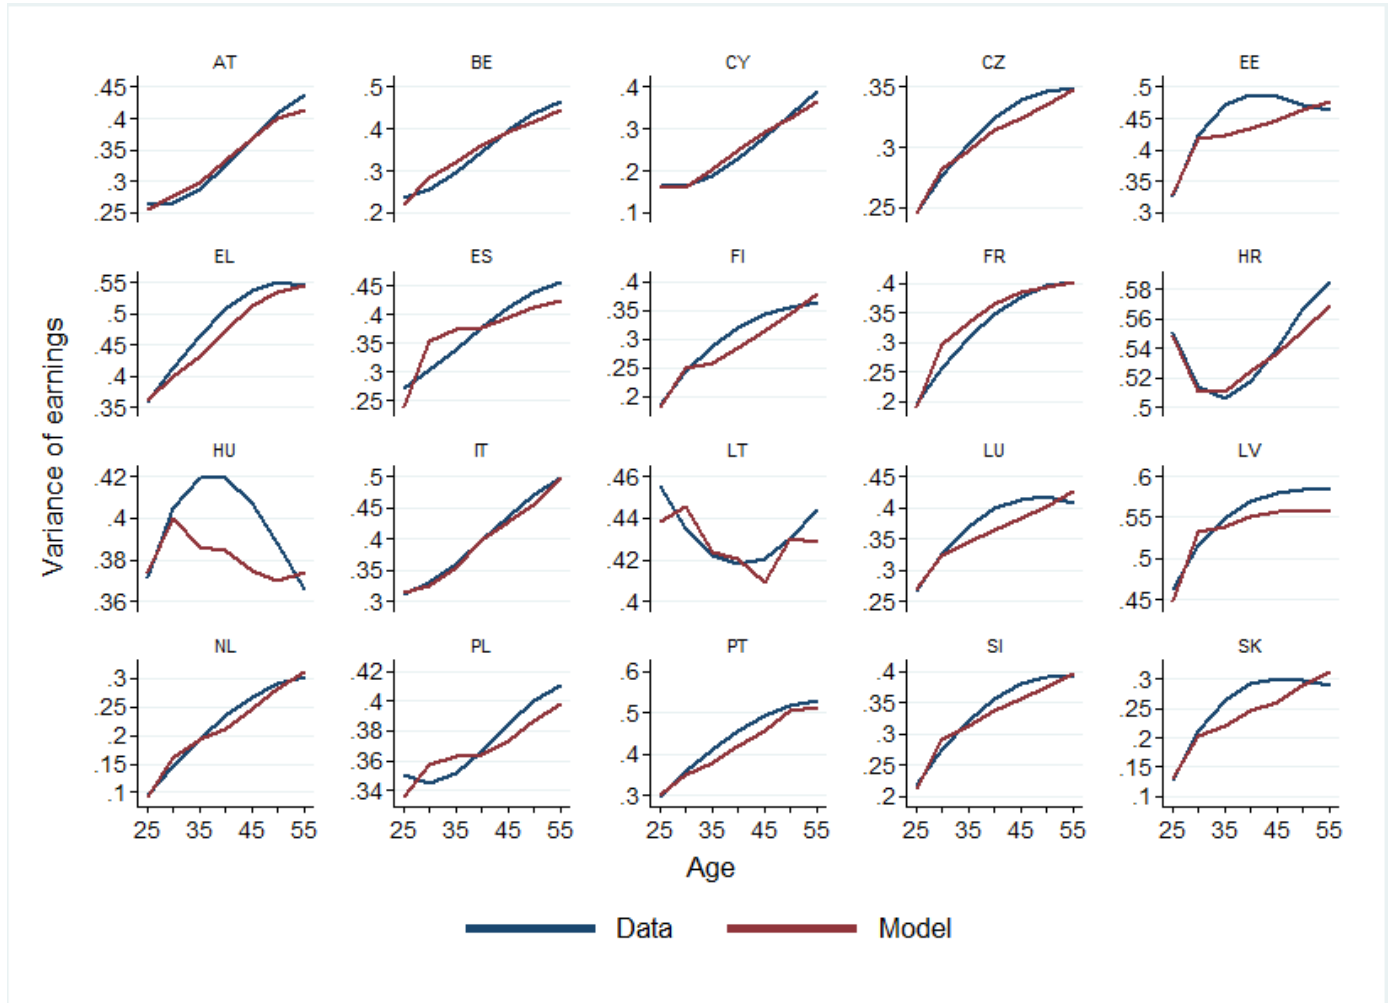 AT BE CY CZ EE
.45 .5 .4 .35 .5
.4 .4 .3 .3 .45
.35 .3 .2 .25 .4
.3 .2 .1 .35
.25 .3
EL ES FI FR HR
.55 .45 .4 .4 .58
.5 .4 .35 .35 .56
.45 .35 .3 .3 .54
.4 .3 .25 .25 .52
.35 .25 .2 .2 .5
Variance of earnings
HU IT LT LU LV
.42 .5 .46 .45 .6
.4 .45 .44 .4 .55
.38 .4 .42 .35 .5
.36 .35 .4 .3 .45
.3 .25
NL PL PT SI SK
.3 .42 .6 .4 .3
.25 .4 .5 .35 .25
.2 .38 .4 .3 .2
.15 .36 .3 .25 .15
.1 .34 .2 .1
25 35 45 55 25 35 45 55 25 35 45 55 25 35 45 55 25 35 45 55
Age
Data Model